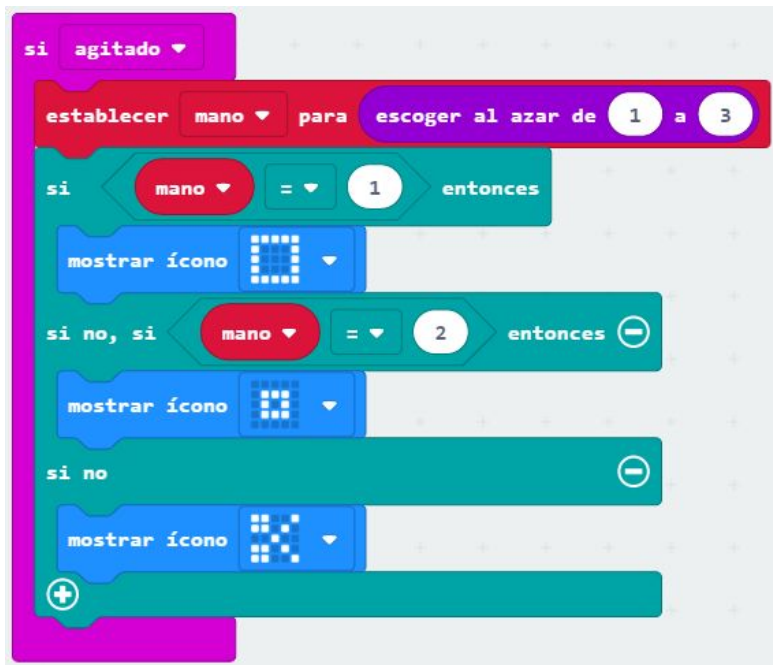 si agitado
establecer mano para escoger al azar de 1 a 3
si mano = 1 entonces
mostrar ícono
si no, si mano = 2 entonces
mostrar ícono
si no
mostrar ícono